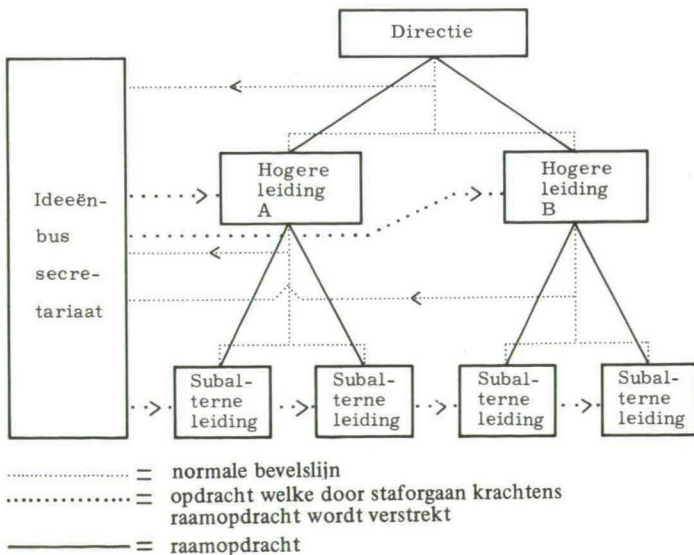 Directie
Ideeën-
bus
secre-
tariaat
Hogere
leiding
A
Hogere
leiding
B
Subal-
terne
leiding
Subal-
terne
leiding
Subal-
terne
leiding
Subal-
terne
leiding
= normale bevelslijn
= opdracht welke door staforgaan krachtens
raamopdracht wordt verstrekt
= raamopdracht